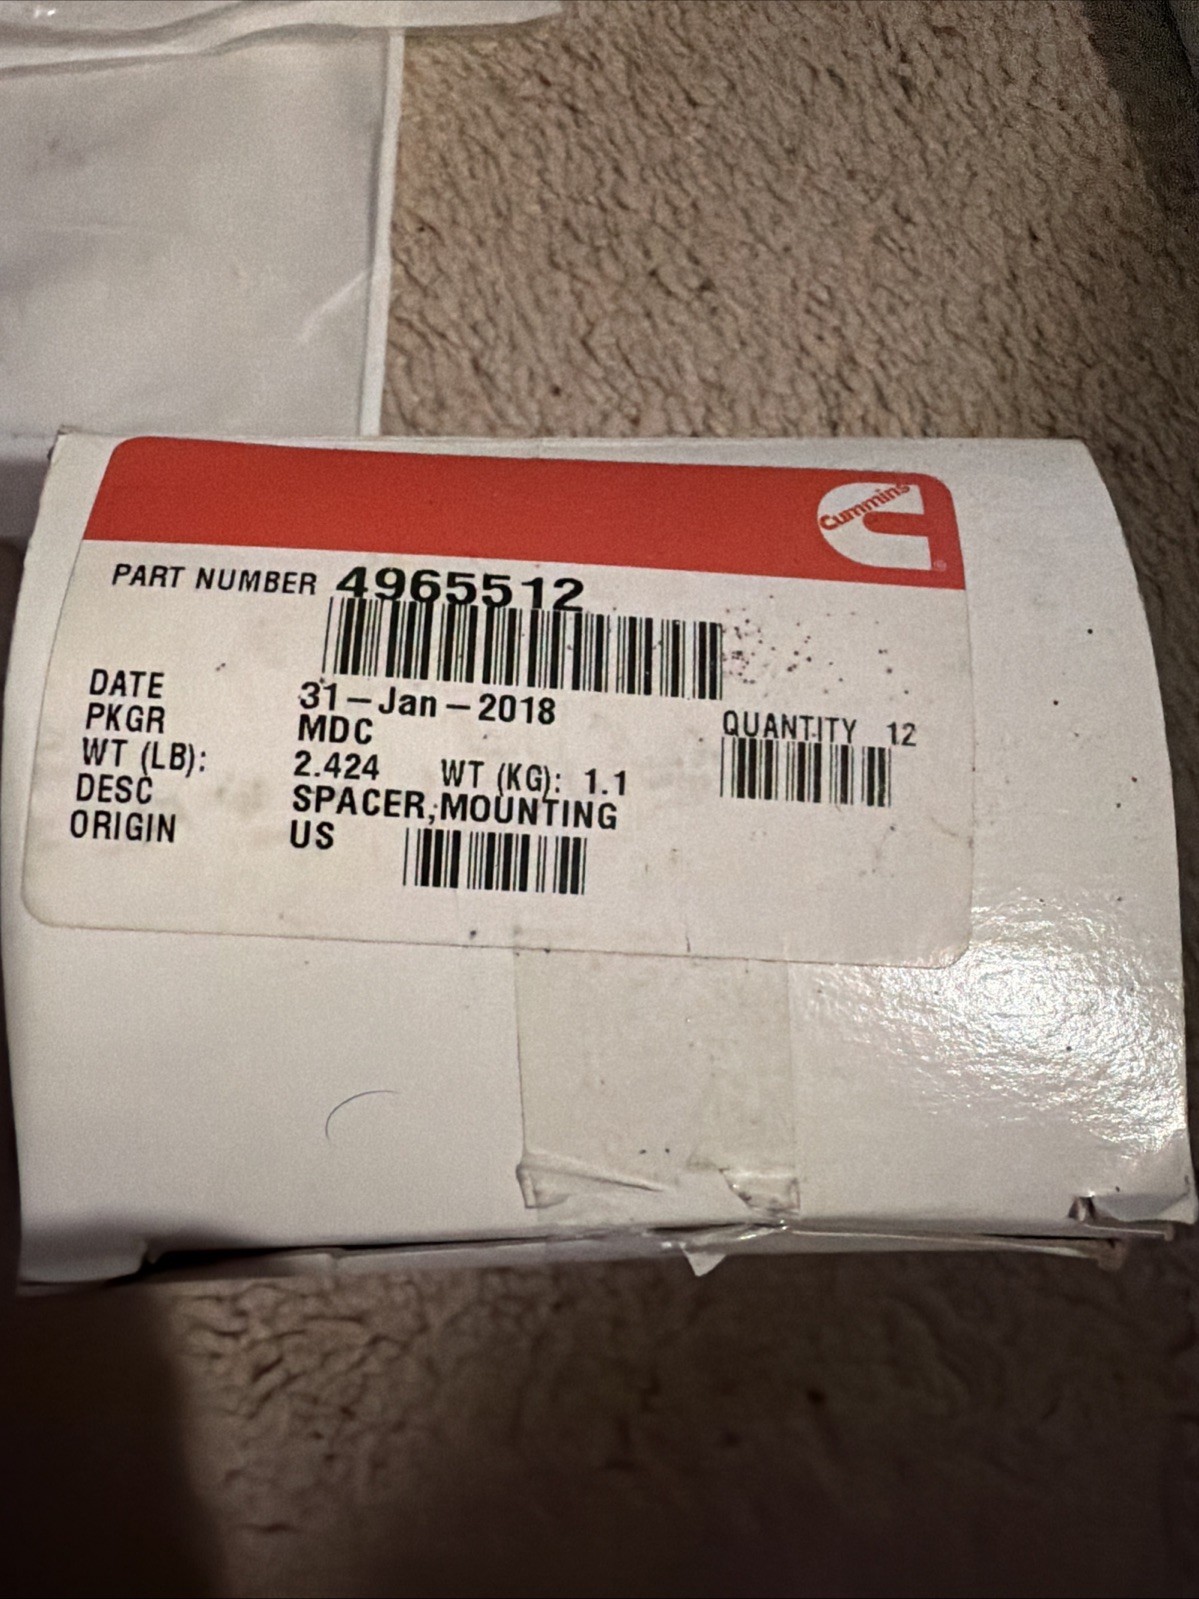 Cummins
PART NUMBER 4965512
DATE 31-Jan-2018
PKGR MDC
QUANTITY 12
WT (LB): 2.424 WT (KG): 1.1
DESC SPACER,MOUNTING
ORIGIN US